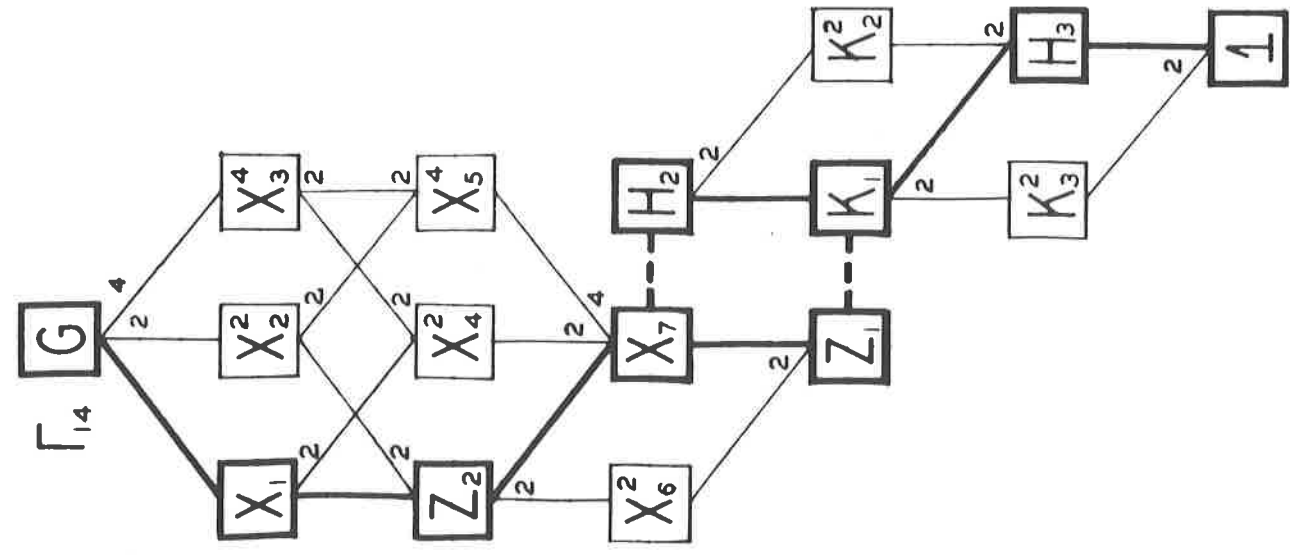 Γ₁₄ G
2 4
X₁ X₂² X₃⁴
2 2 2
2 2 2
Z₂ X₄² X₅⁴
2 2 4
X₆² X₇ H₂
2 2
Z₁ K₁ K₂²
2 2
K₃² H₃
2
1